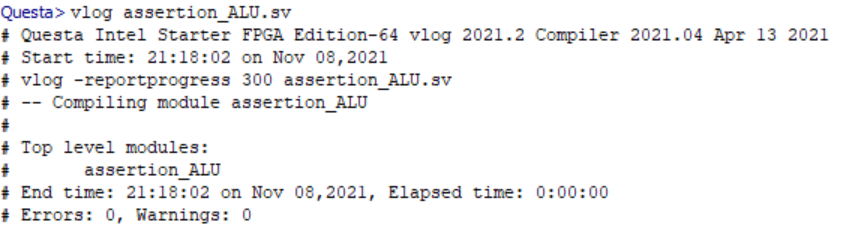 Questa> vlog assertion_ALU.sv
# Questa Intel Starter FPGA Edition-64 vlog 2021.2 Compiler 2021.04 Apr 13 2021
# Start time: 21:18:02 on Nov 08,2021
# vlog -reportprogress 300 assertion_ALU.sv
# -- Compiling module assertion_ALU
#
# Top level modules:
#       assertion_ALU
# End time: 21:18:02 on Nov 08,2021, Elapsed time: 0:00:00
# Errors: 0, Warnings: 0